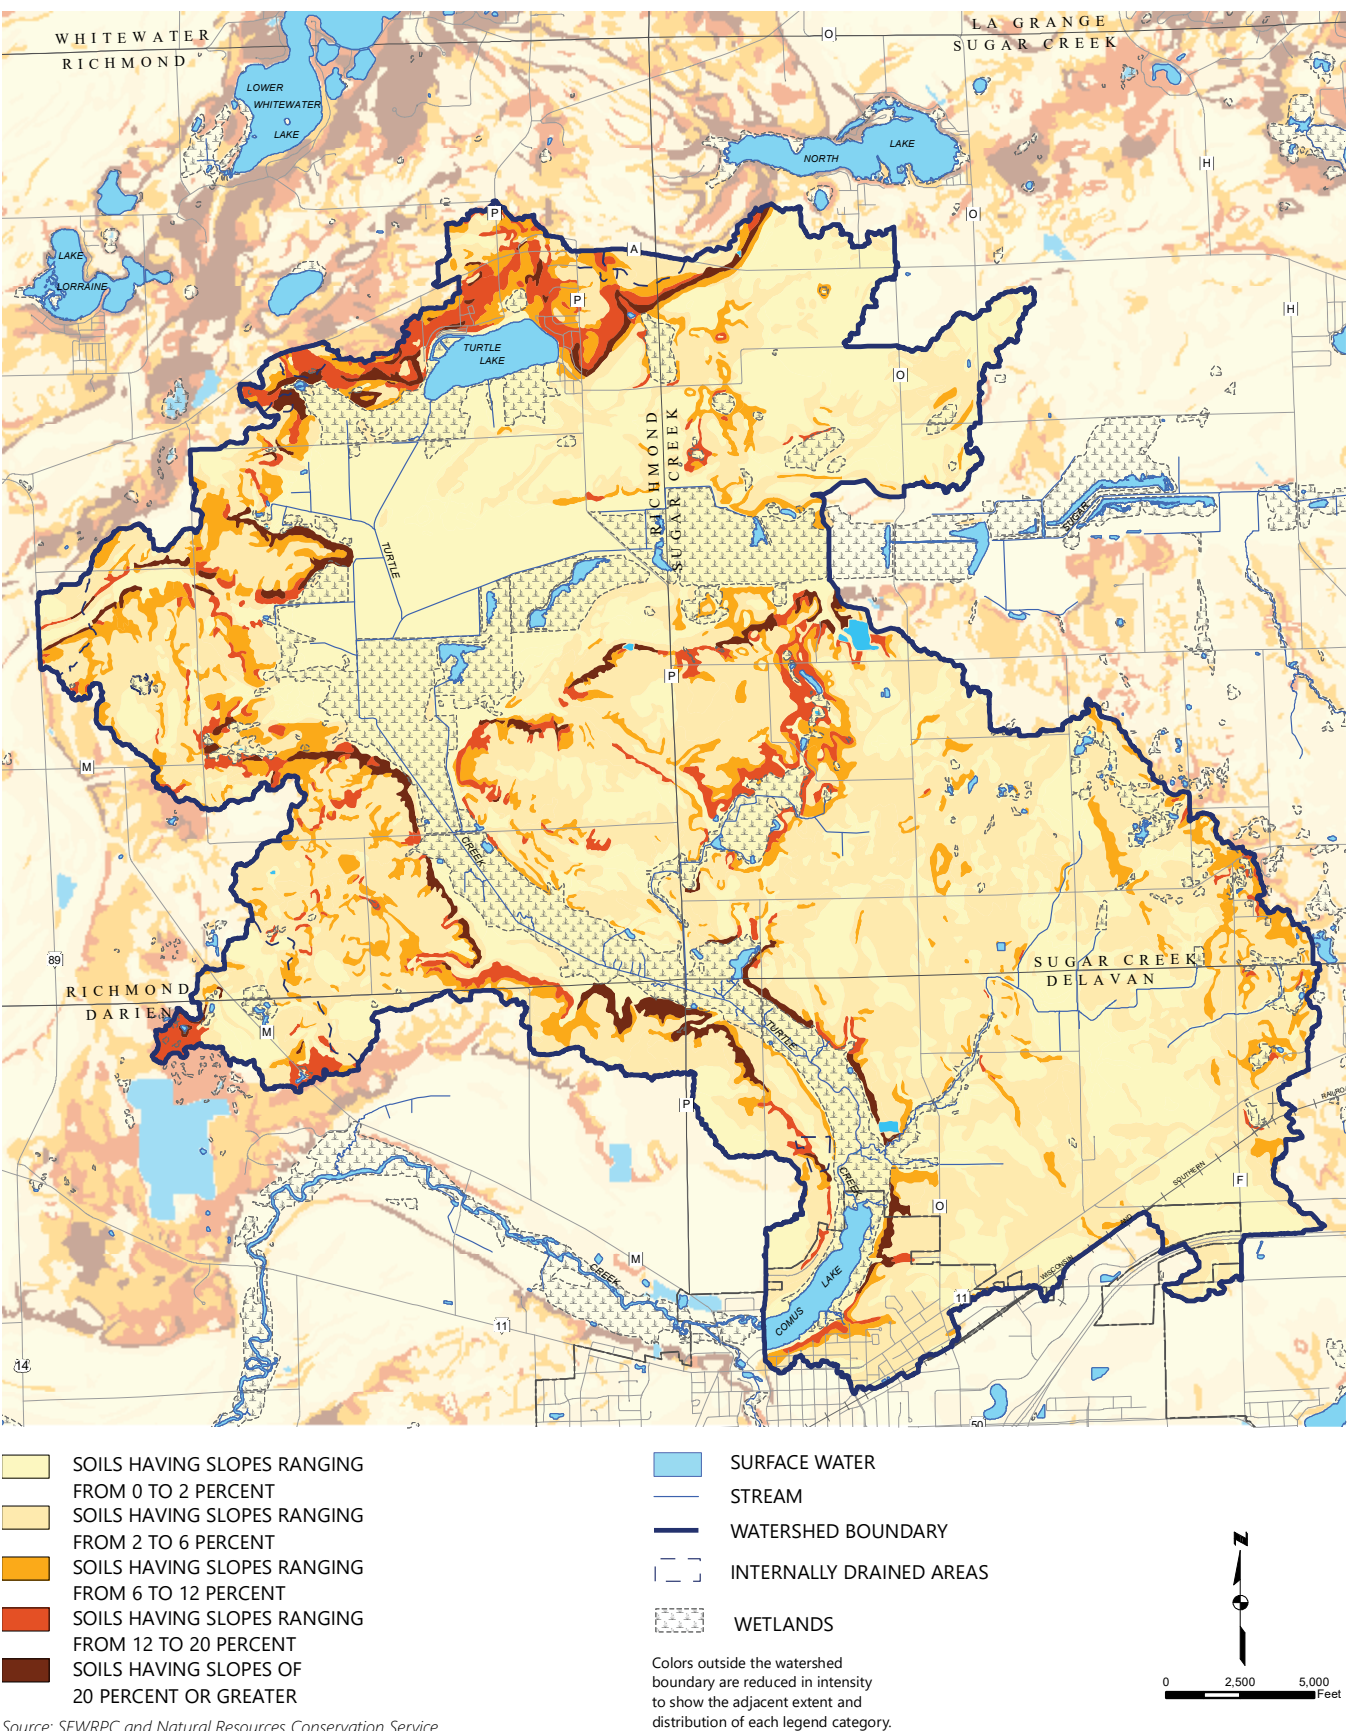 WHITEWATER
RICHMOND
LA GRANGE
SUGAR CREEK
O
LOWER
WHITEWATER
LAKE
NORTH
LAKE
H
P
O
A
LAKE
LORRAINE
P
H
TURTLE
LAKE
O
RICHMOND
SUGAR CREEK
SUGAR
TURTLE
P
M
CREEK
89
SUGAR CREEK
DELAVAN
RICHMOND
DARIEN
M
TURTLE
P
RAILROAD
SOUTHERN
CREEK
F
O
AND
WISCONSIN
M
CREEK
LAKE
COMUS
11
11
14
50
SOILS HAVING SLOPES RANGING
FROM 0 TO 2 PERCENT
SOILS HAVING SLOPES RANGING
FROM 2 TO 6 PERCENT
SOILS HAVING SLOPES RANGING
FROM 6 TO 12 PERCENT
SOILS HAVING SLOPES RANGING
FROM 12 TO 20 PERCENT
SOILS HAVING SLOPES OF
20 PERCENT OR GREATER
Source: SEWRPC and Natural Resources Conservation Service
SURFACE WATER
STREAM
WATERSHED BOUNDARY
INTERNALLY DRAINED AREAS
WETLANDS
Colors outside the watershed
boundary are reduced in intensity
to show the adjacent extent and
distribution of each legend category.
N
0 2,500 5,000
Feet